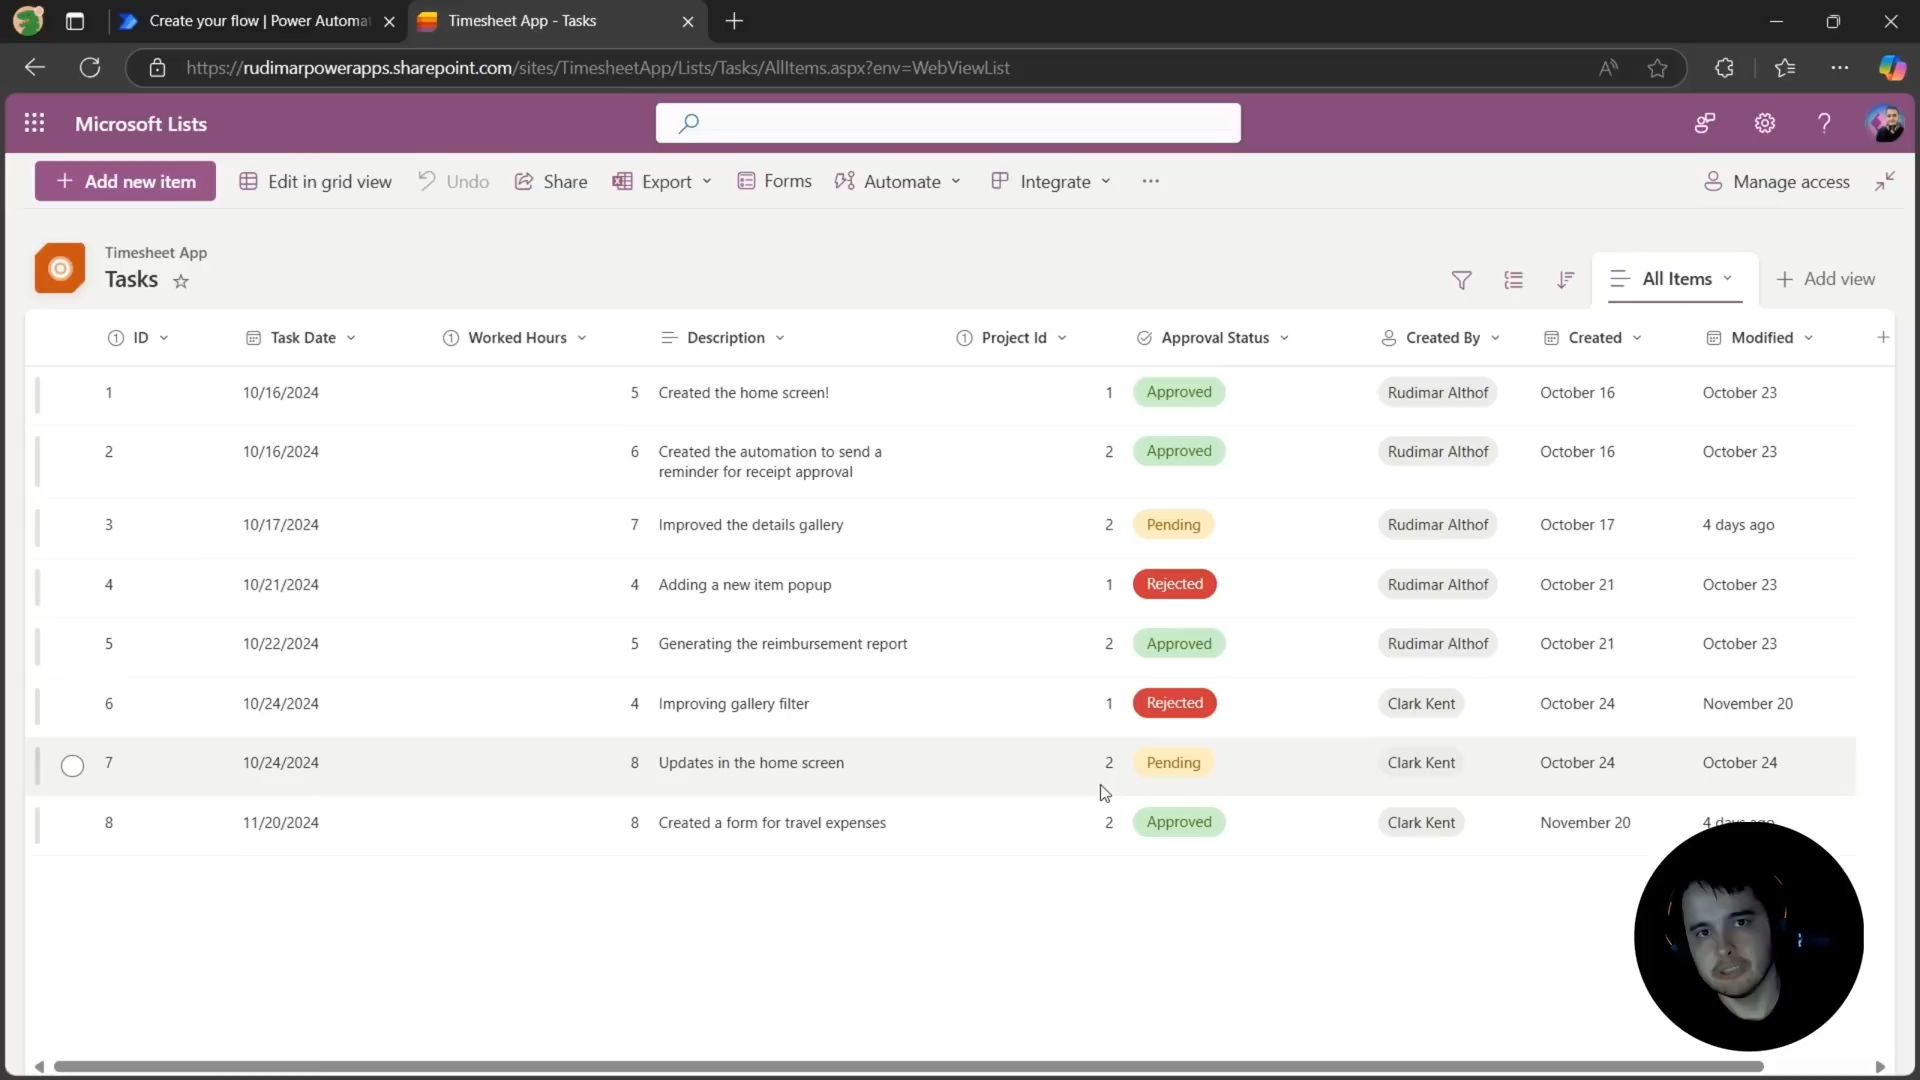 Create your flow | Power Automat
Timesheet App - Tasks
https://rudimarpowerapps.sharepoint.com/sites/TimesheetApp/Lists/Tasks/AllItems.aspx?env=WebViewList
Microsoft Lists
Add new item
Edit in grid view
Undo
Share
Export
Forms
Automate
Integrate
Manage access
Timesheet App
Tasks
All Items
Add view
ID Task Date Worked Hours Description Project Id Approval Status Created By Created Modified
1 10/16/2024 5 Created the home screen! 1 Approved Rudimar Althof October 16 October 23
2 10/16/2024 6 Created the automation to send a 2 Approved Rudimar Althof October 16 October 23
reminder for receipt approval
3 10/17/2024 7 Improved the details gallery 2 Pending Rudimar Althof October 17 4 days ago
4 10/21/2024 4 Adding a new item popup 1 Rejected Rudimar Althof October 21 October 23
5 10/22/2024 5 Generating the reimbursement report 2 Approved Rudimar Althof October 21 October 23
6 10/24/2024 4 Improving gallery filter 1 Rejected Clark Kent October 24 November 20
7 10/24/2024 8 Updates in the home screen 2 Pending Clark Kent October 24 October 24
8 11/20/2024 8 Created a form for travel expenses 2 Approved Clark Kent November 20 4 days ago